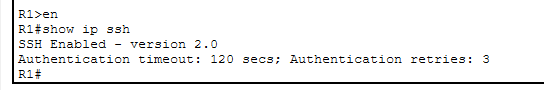 R1>en
R1#show ip ssh
SSH Enabled - version 2.0
Authentication timeout: 120 secs; Authentication retries: 3
R1#